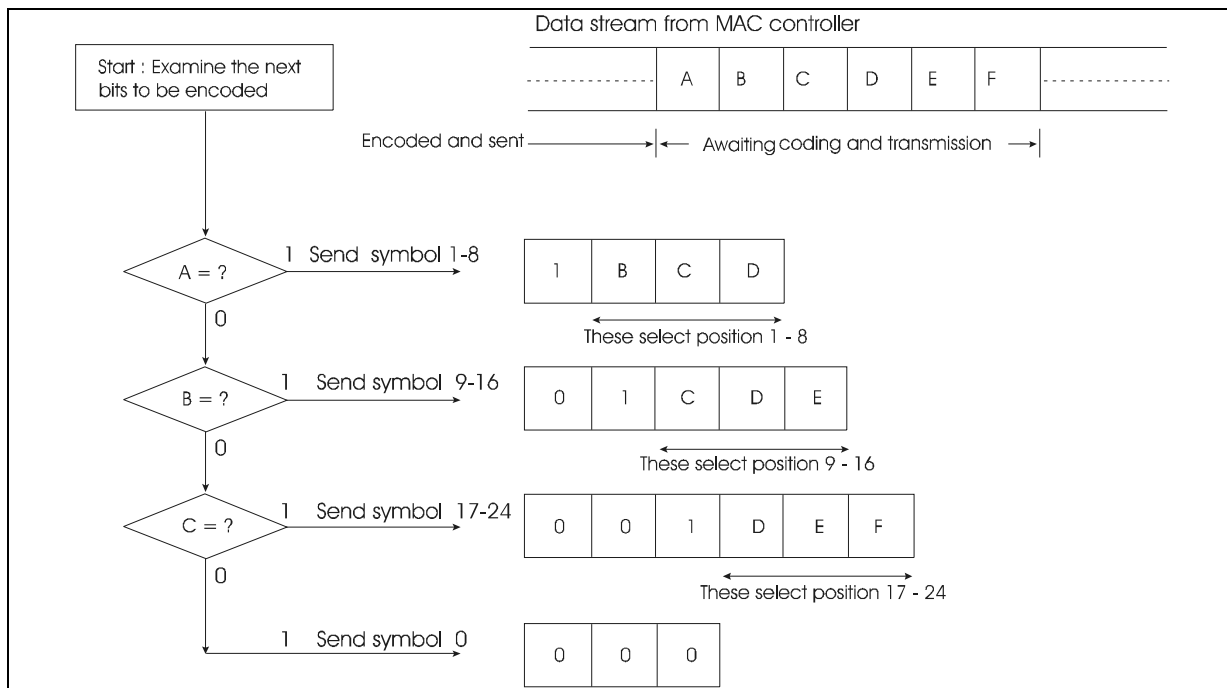 Data stream from MAC controller
Start : Examine the next
bits to be encoded
A B C D E F
Encoded and sent
Awaiting coding and transmission
A = ?
1 Send symbol 1-8
1 B C D
0
These select position 1 - 8
B = ?
1 Send symbol 9-16
0 1 C D E
0
These select position 9 - 16
C = ?
1 Send symbol 17-24
0 0 1 D E F
0
These select position 17 - 24
1 Send symbol 0
0 0 0